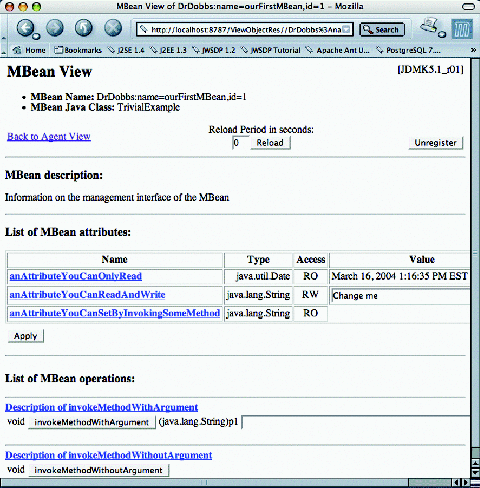 MBean View of DrDobbs:name=ourFirstMBean,id=1 – Mozilla
http://localhost:8787/ViewObjectRes//DrDobbs%3Ana
Search
Home Bookmarks J2SE 1.4 J2EE 1.3 JWSDP 1.2 JWSDP Tutorial Apache Ant U... PostgreSQL 7....
MBean View [JDMK5.1_r01]
MBean Name: DrDobbs:name=ourFirstMBean,id=1
MBean Java Class: TrivialExample
Reload Period in seconds:
Back to Agent View 0 Reload Unregister
MBean description:
Information on the management interface of the MBean
List of MBean attributes:
Name Type Access Value
anAttributeYouCanOnlyRead java.util.Date RO March 16, 2004 1:16:35 PM EST
anAttributeYouCanReadAndWrite java.lang.String RW Change me
anAttributeYouCanSetByInvokingSomeMethod java.lang.String RO
Apply
List of MBean operations:
Description of invokeMethodWithArgument
void invokeMethodWithArgument (java.lang.String)p1
Description of invokeMethodWithoutArgument
void invokeMethodWithoutArgument